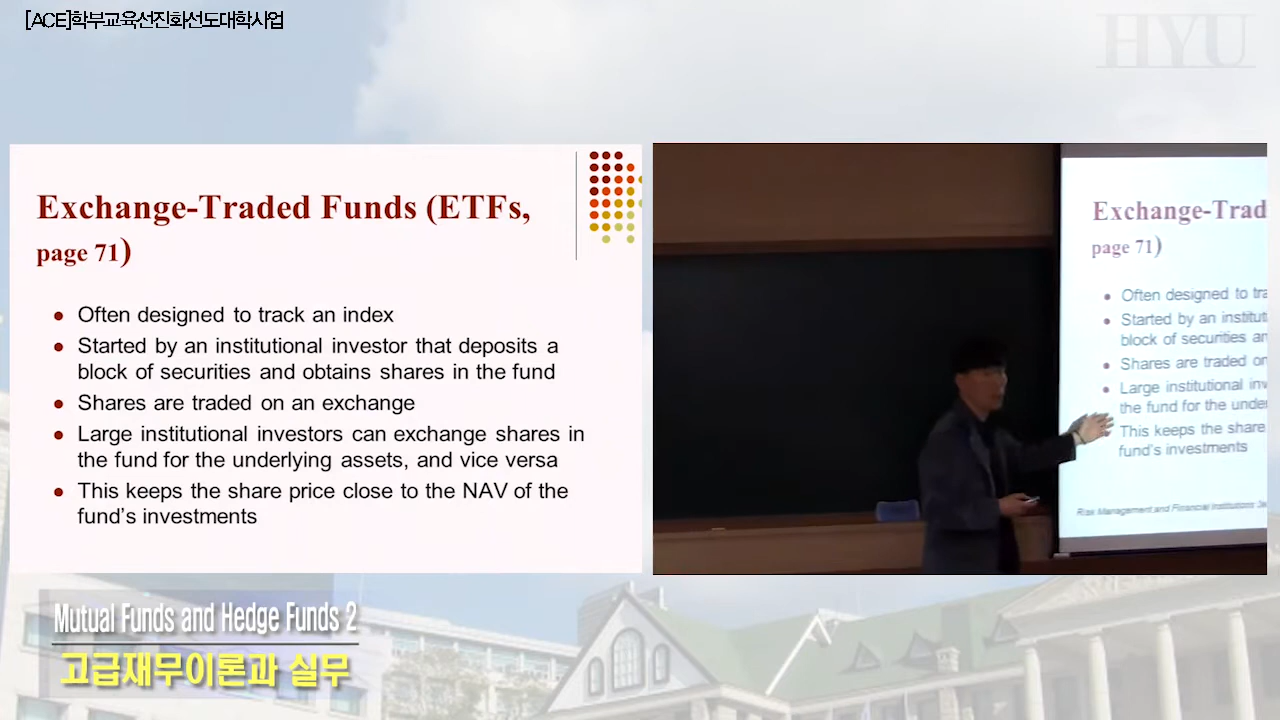 [ACE]학부교육선진화선도대학사업
HYU
Exchange-Traded Funds (ETFs,
page 71)
• Often designed to track an index
• Started by an institutional investor that deposits a
block of securities and obtains shares in the fund
• Shares are traded on an exchange
• Large institutional investors can exchange shares in
the fund for the underlying assets, and vice versa
• This keeps the share price close to the NAV of the
fund's investments
Exchange-Trad
page 71)
• Often designed to tra
• Started by an institut
block of securities an
• Shares are traded on
• Large institutional inv
the fund for the under
This keeps the share
fund's investments
Risk Management and Financial Institutions
Mutual Funds and Hedge Funds 2
고급재무이론과 실무